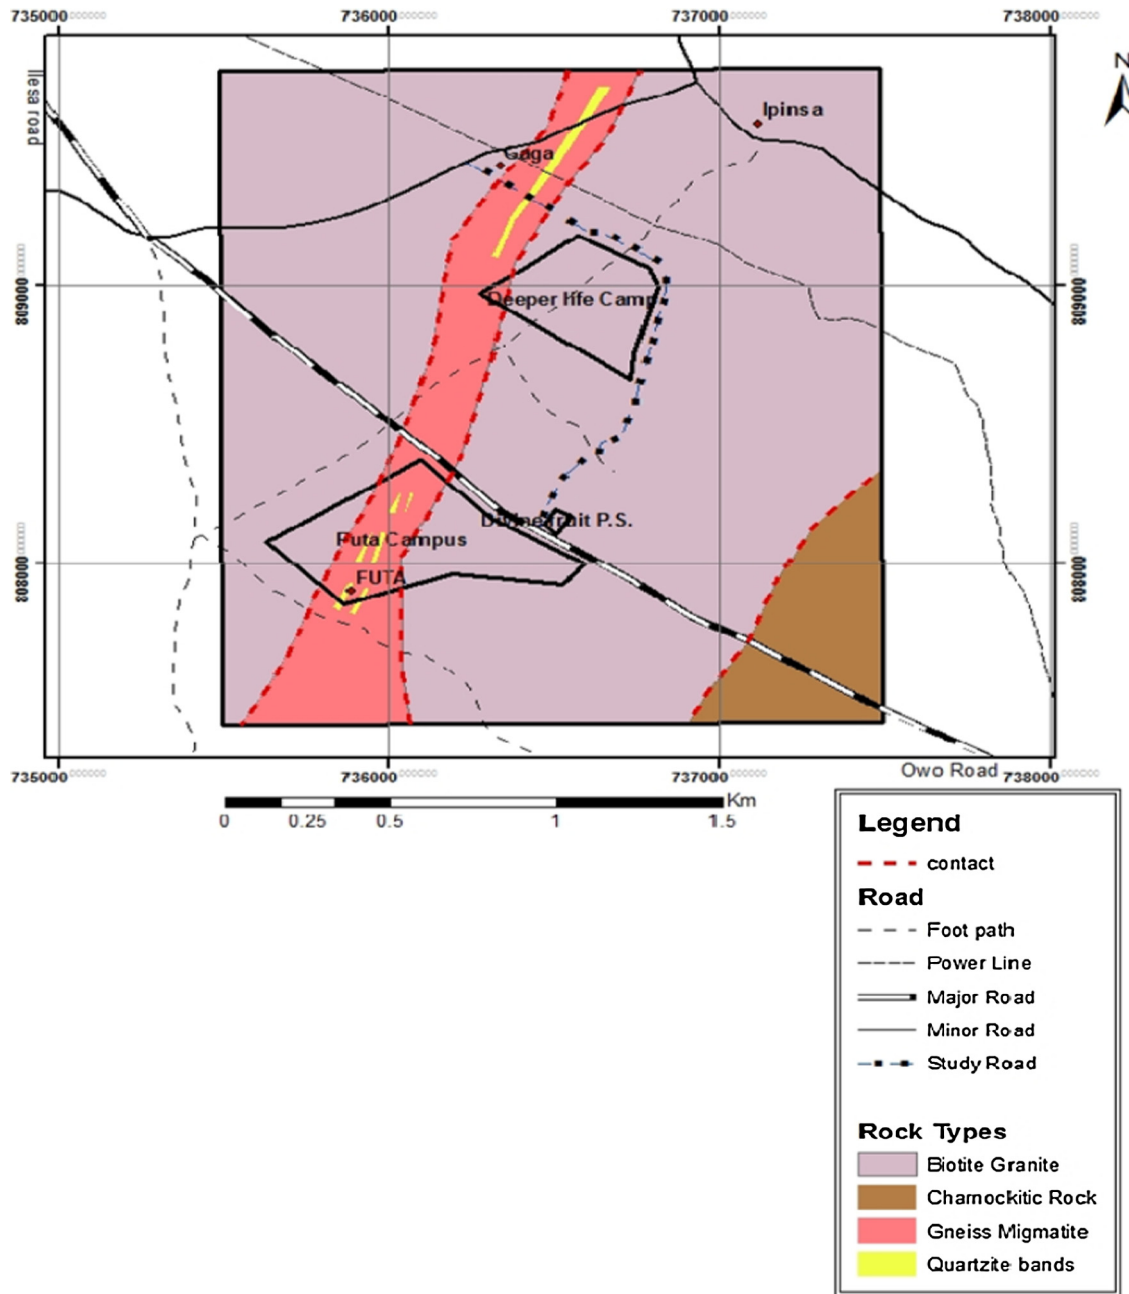 735000 736000 737000 738000
N
Ilesa road
Ipinsa
Gaga
809000 809000
Deeper life Camp
Divinefruit P.S.
Futa Campus
FUTA
808000 808000
Owo Road
735000 736000 737000 738000
Km
0 0.25 0.5 1 1.5
Legend
contact
Road
Foot path
Power Line
Major Road
Minor Road
Study Road
Rock Types
Biotite Granite
Charnockitic Rock
Gneiss Migmatite
Quartzite bands